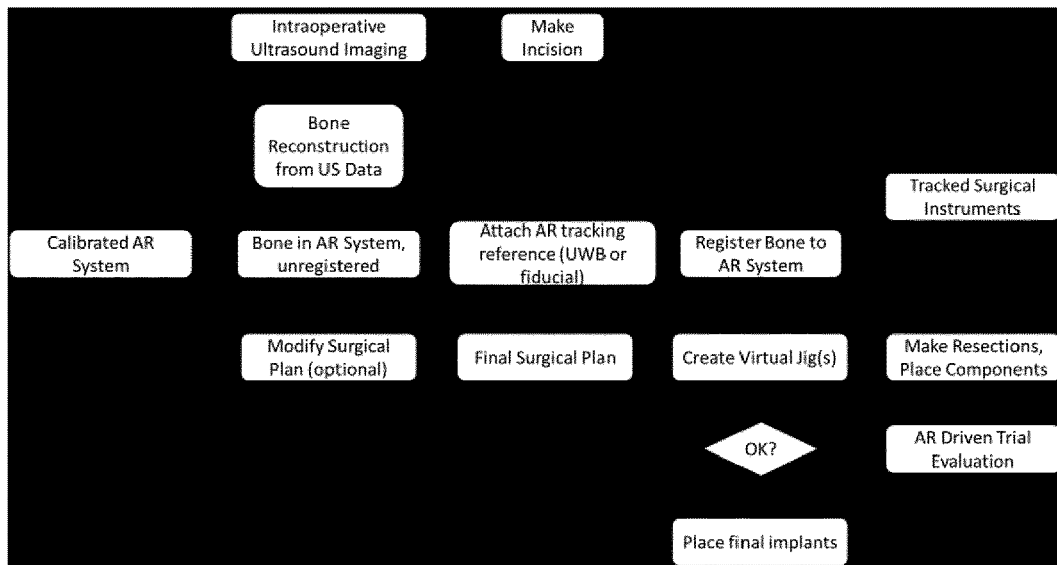 Intraoperative
Ultrasound Imaging
Make
Incision
Bone
Reconstruction
from US Data
Tracked Surgical
Instruments
Calibrated AR
System
Bone in AR System,
unregistered
Attach AR tracking
reference (UWB or
fiducial)
Register Bone to
AR System
Modify Surgical
Plan (optional)
Final Surgical Plan
Create Virtual Jig(s)
Make Resections,
Place Components
OK?
AR Driven Trial
Evaluation
Place final implants